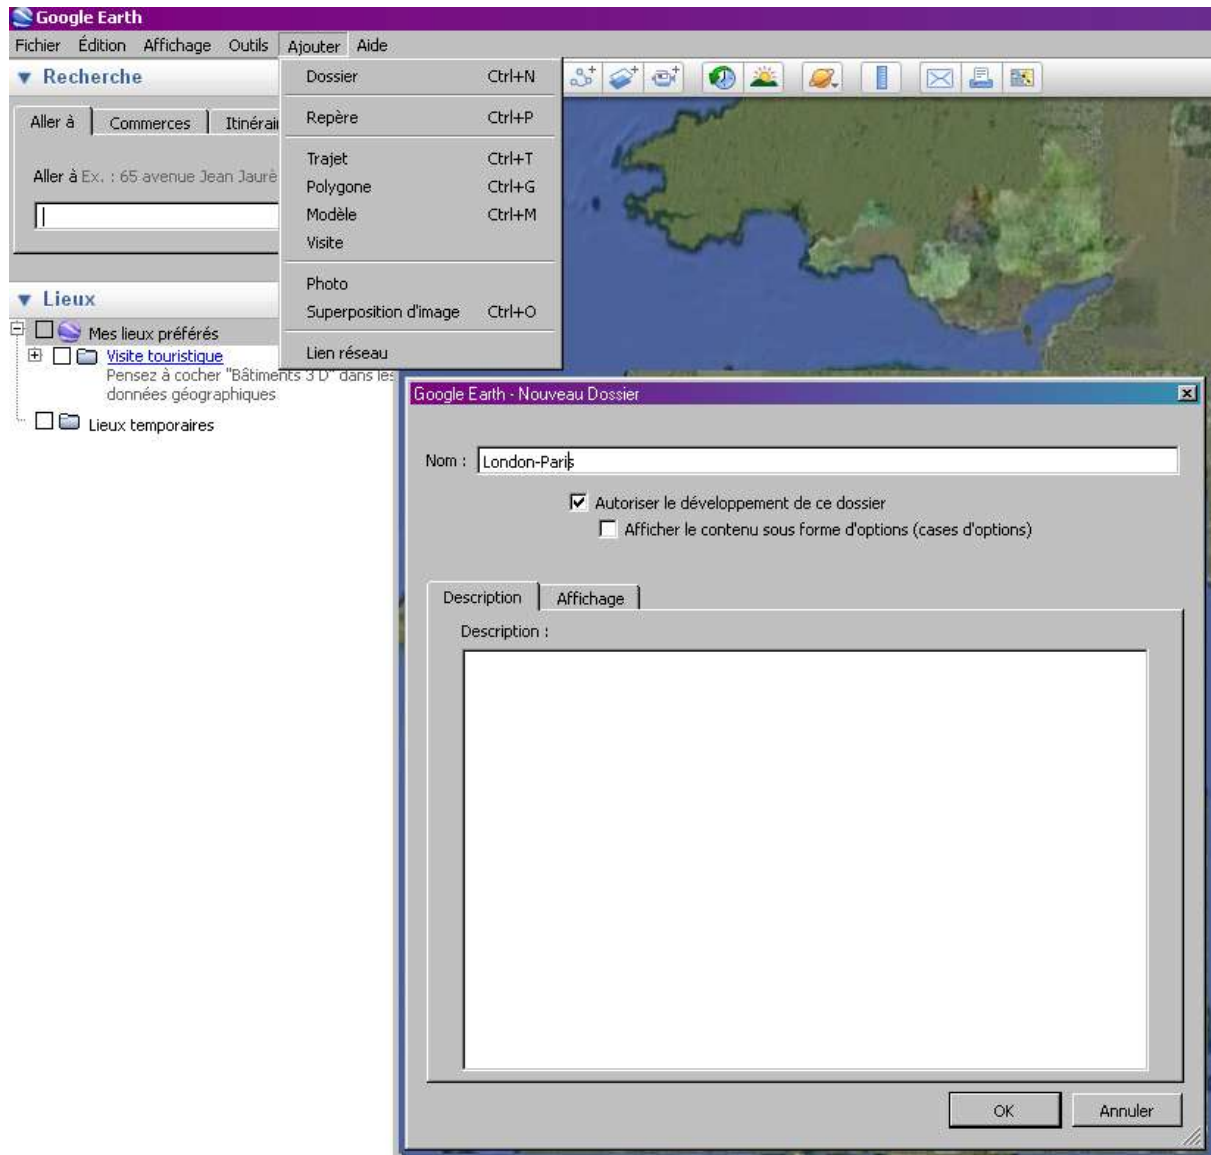 Google Earth
Fichier Édition Affichage Outils Ajouter Aide
Recherche
Aller à Commerces
Aller à Ex. : 65 avenue Jean Jaurè
Dossier Ctrl+N
Repère Ctrl+P
Trajet Ctrl+T
Polygone Ctrl+G
Modèle Ctrl+M
Visite
Photo
Superposition d'image Ctrl+O
Lien réseau
Lieux
Mes lieux préférés
Visite touristique
Pensez à cocher "Bâtiments 3 D" dans les
données géographiques
Lieux temporaires
Google Earth - Nouveau Dossier
Nom : London-Paris
Autoriser le développement de ce dossier
Afficher le contenu sous forme d'options (cases d'options)
Description Affichage
Description :
OK Annuler